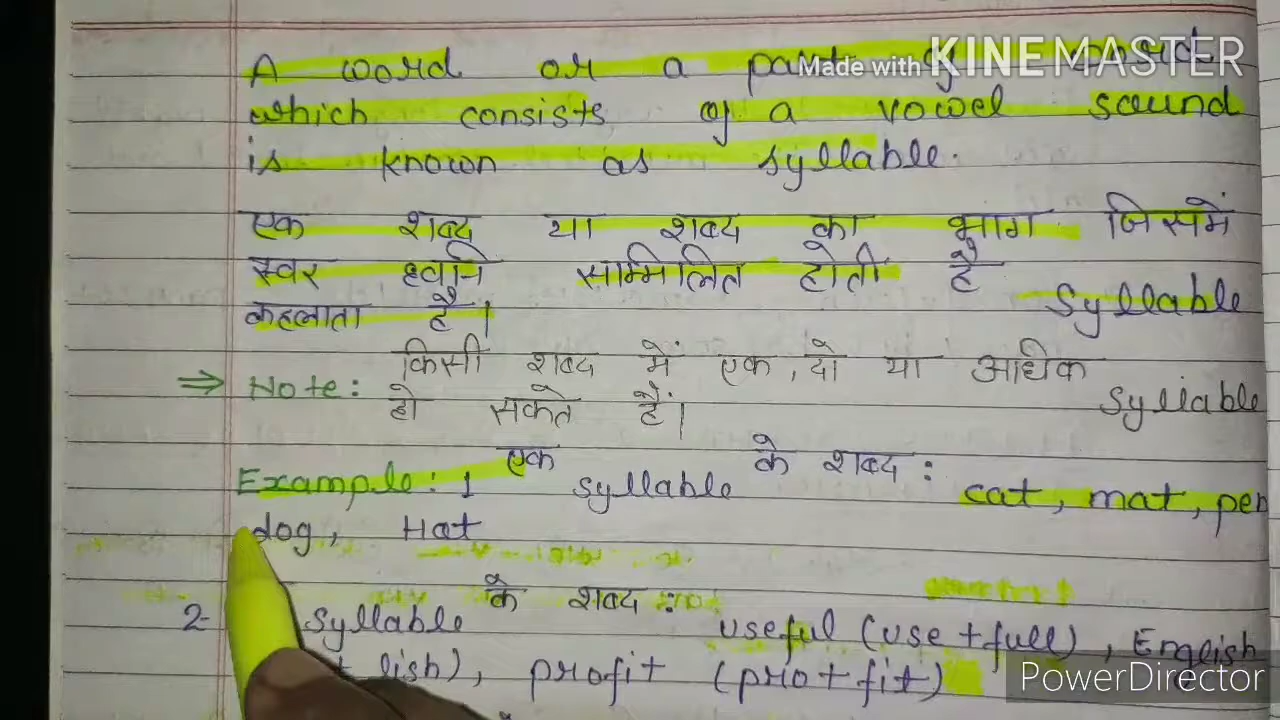 A word or a part of a word
Made with KINEMASTER
which consists of a vowel sound
is known as syllable.
एक शब्द या शब्द का भाग जिसमें
स्वर ध्वनि सम्मिलित होती है syllable
कहलाता है।
⇒ Note: किसी शब्द में एक, दो या अधिक syllable
हो सकते हैं।
Example: 1 एक syllable के शब्द: cat, mat, pen
dog, Hat
2- syllable के शब्द: useful (use+full), English
lish), profit (pro+fit)
PowerDirector